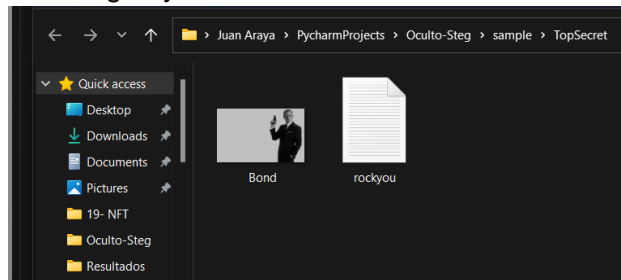 Juan Araya > PycharmProjects > Oculto-Steg > sample > TopSecret
Quick access
Desktop
Downloads
Documents
Pictures
19- NFT
Oculto-Steg
Resultados
Bond
rockyou